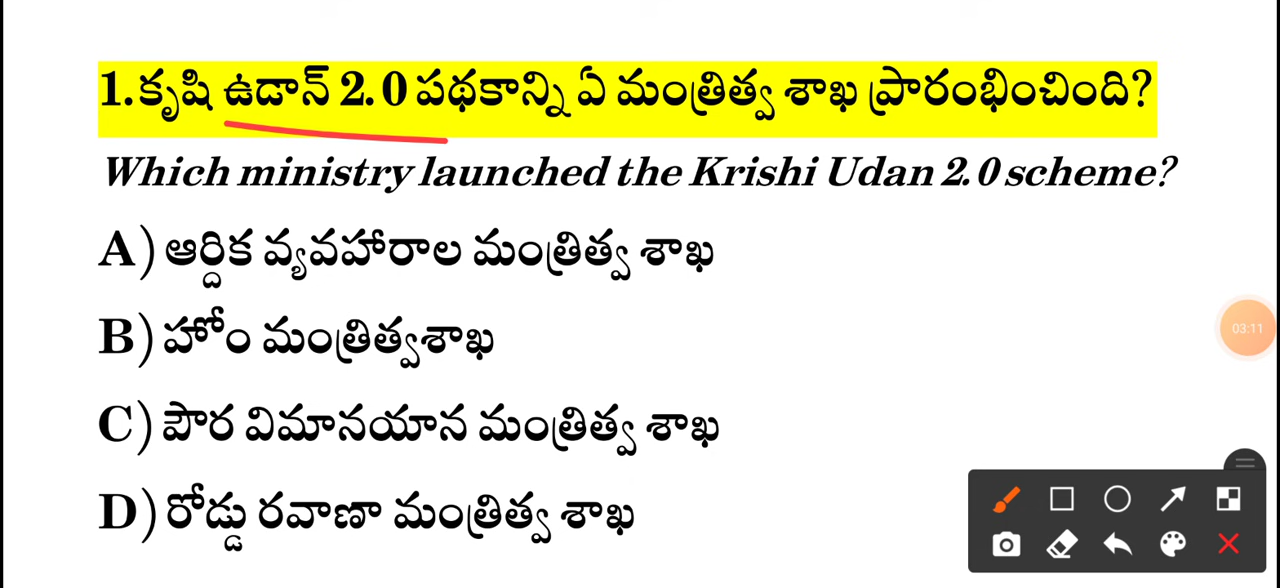 1.కృషి ఉడాన్ 2.0 పథకాన్ని ఏ మంత్రిత్వ శాఖ ప్రారంభించింది?
Which ministry launched the Krishi Udan 2.0 scheme?
A) ఆర్దిక వ్యవహారాల మంత్రిత్వ శాఖ
B) హోం మంత్రిత్వశాఖ
03:11
C) పౌర విమానయాన మంత్రిత్వ శాఖ
D) రోడ్డు రవాణా మంత్రిత్వ శాఖ